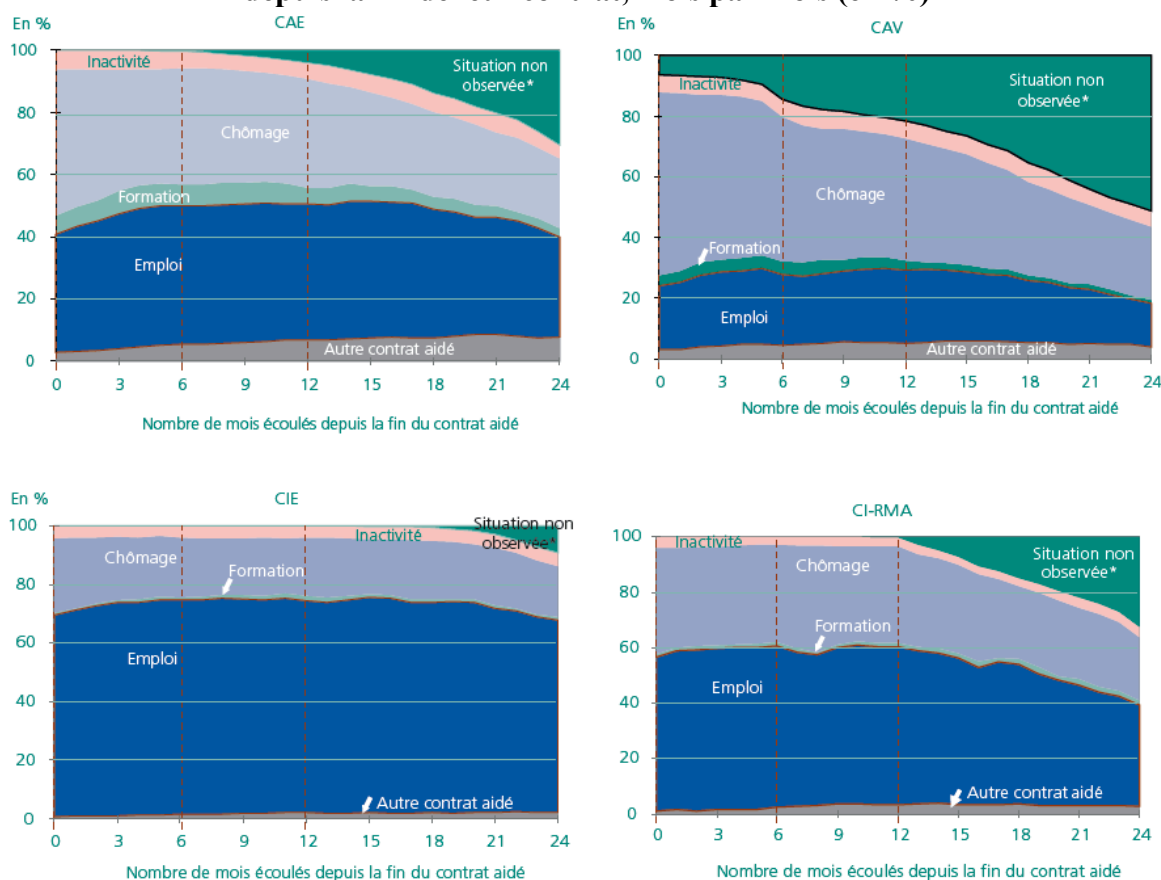 En %
CAE
100
80
60
40
20
0
Inactivité
Situation non
observée*
Chômage
Formation
Emploi
Autre contrat aidé
0 3 6 9 12 15 18 21 24
Nombre de mois écoulés depuis la fin du contrat aidé
En %
CAV
100
80
60
40
20
0
Inactivité
Situation non
observée*
Chômage
Formation
Emploi
Autre contrat aidé
0 3 6 9 12 15 18 21 24
Nombre de mois écoulés depuis la fin du contrat aidé
En %
CIE
100
80
60
40
20
0
Situation non
observée*
Inactivité
Chômage
Formation
Emploi
Autre contrat aidé
0 3 6 9 12 15 18 21 24
Nombre de mois écoulés depuis la fin du contrat aidé
CI-RMA
100
80
60
40
20
0
Inactivité
Situation non
observée*
Chômage
Formation
Emploi
Autre contrat aidé
0 3 6 9 12 15 18 21 24
Nombre de mois écoulés depuis la fin du contrat aidé